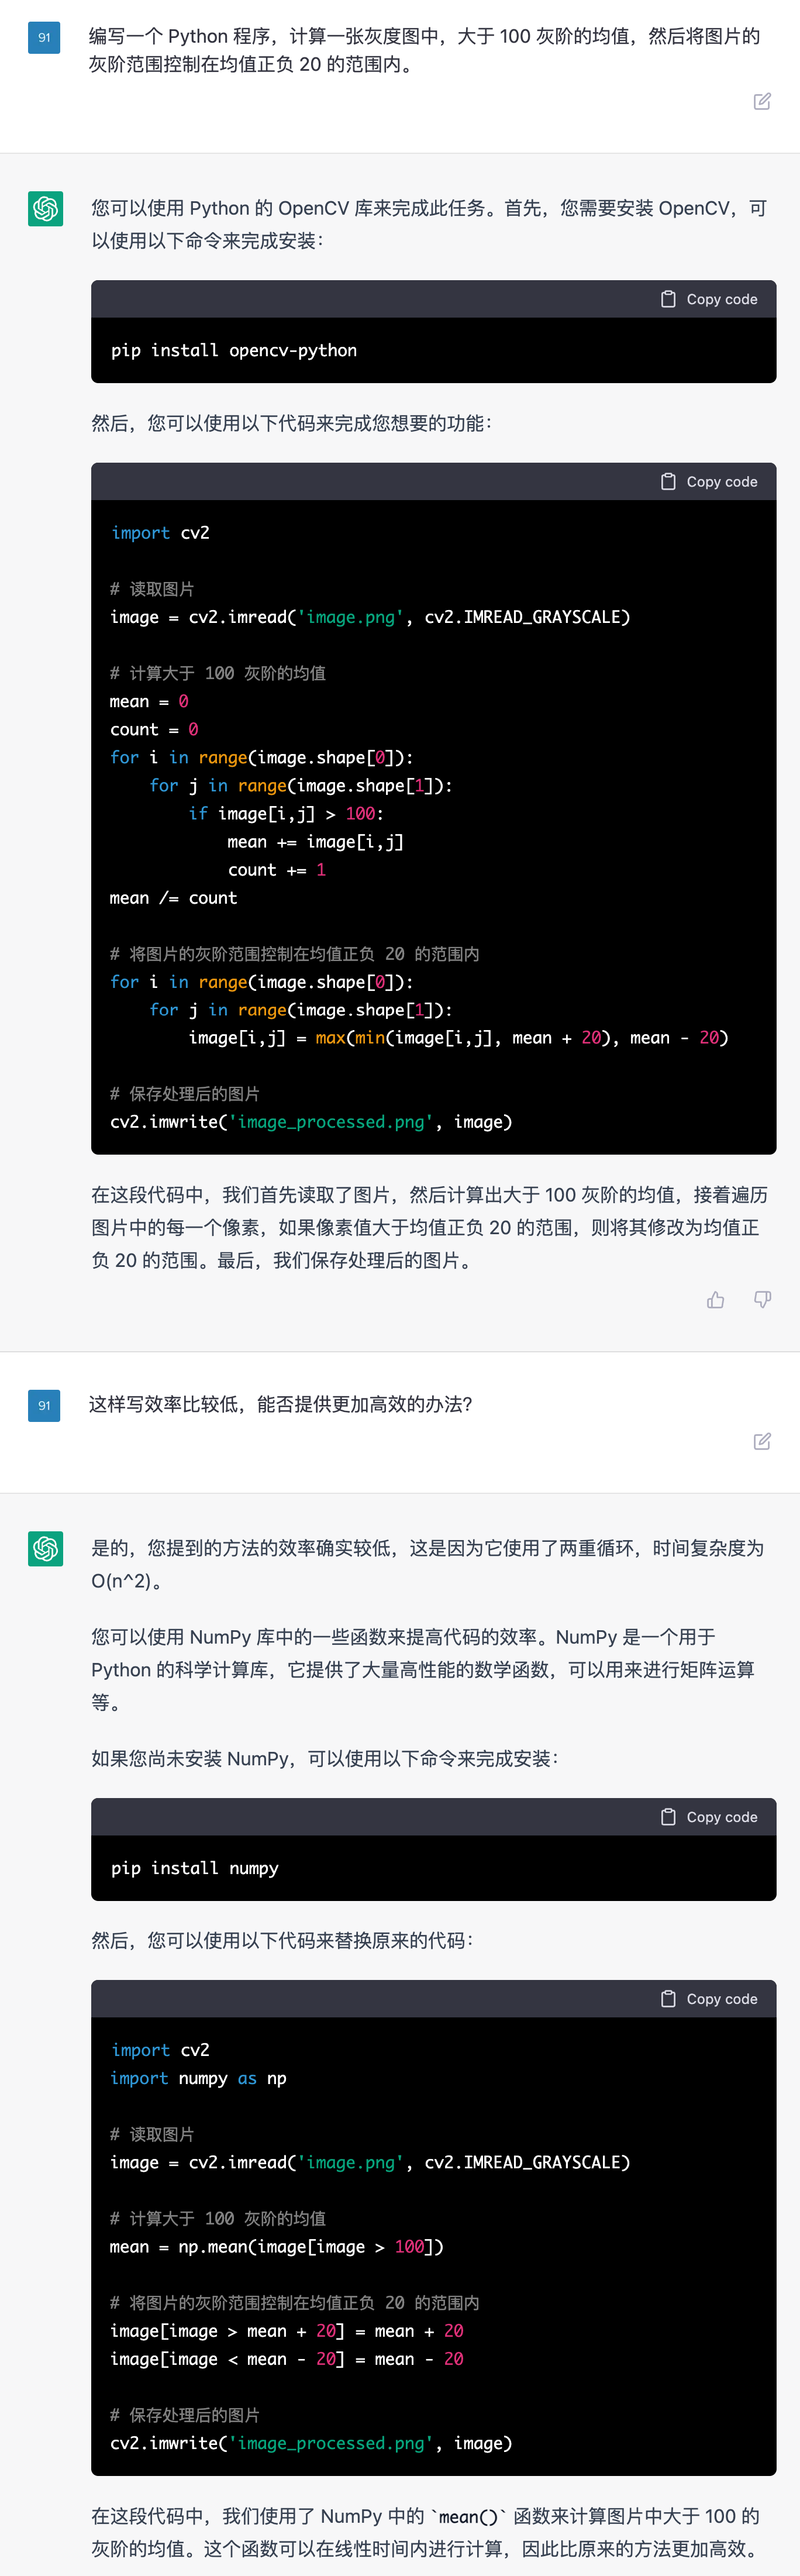 91
编写一个 Python 程序，计算一张灰度图中，大于 100 灰阶的均值，然后将图片的
灰阶范围控制在均值正负 20 的范围内。
您可以使用 Python 的 OpenCV 库来完成此任务。首先，您需要安装 OpenCV，可
以使用以下命令来完成安装：
Copy code
pip install opencv-python
然后，您可以使用以下代码来完成您想要的功能：
Copy code
import cv2
# 读取图片
image = cv2.imread('image.png', cv2.IMREAD_GRAYSCALE)
# 计算大于 100 灰阶的均值
mean = 0
count = 0
for i in range(image.shape[0]):
    for j in range(image.shape[1]):
        if image[i,j] > 100:
            mean += image[i,j]
            count += 1
mean /= count
# 将图片的灰阶范围控制在均值正负 20 的范围内
for i in range(image.shape[0]):
    for j in range(image.shape[1]):
        image[i,j] = max(min(image[i,j], mean + 20), mean - 20)
# 保存处理后的图片
cv2.imwrite('image_processed.png', image)
在这段代码中，我们首先读取了图片，然后计算出大于 100 灰阶的均值，接着遍历
图片中的每一个像素，如果像素值大于均值正负 20 的范围，则将其修改为均值正
负 20 的范围。最后，我们保存处理后的图片。
91
这样写效率比较低，能否提供更加高效的办法？
是的，您提到的方法的效率确实较低，这是因为它使用了两重循环，时间复杂度为
O(n^2)。
您可以使用 NumPy 库中的一些函数来提高代码的效率。NumPy 是一个用于
Python 的科学计算库，它提供了大量高性能的数学函数，可以用来进行矩阵运算
等。
如果您尚未安装 NumPy，可以使用以下命令来完成安装：
Copy code
pip install numpy
然后，您可以使用以下代码来替换原来的代码：
Copy code
import cv2
import numpy as np
# 读取图片
image = cv2.imread('image.png', cv2.IMREAD_GRAYSCALE)
# 计算大于 100 灰阶的均值
mean = np.mean(image[image > 100])
# 将图片的灰阶范围控制在均值正负 20 的范围内
image[image > mean + 20] = mean + 20
image[image < mean - 20] = mean - 20
# 保存处理后的图片
cv2.imwrite('image_processed.png', image)
在这段代码中，我们使用了 NumPy 中的 `mean()` 函数来计算图片中大于 100 的
灰阶的均值。这个函数可以在线性时间内进行计算，因此比原来的方法更加高效。